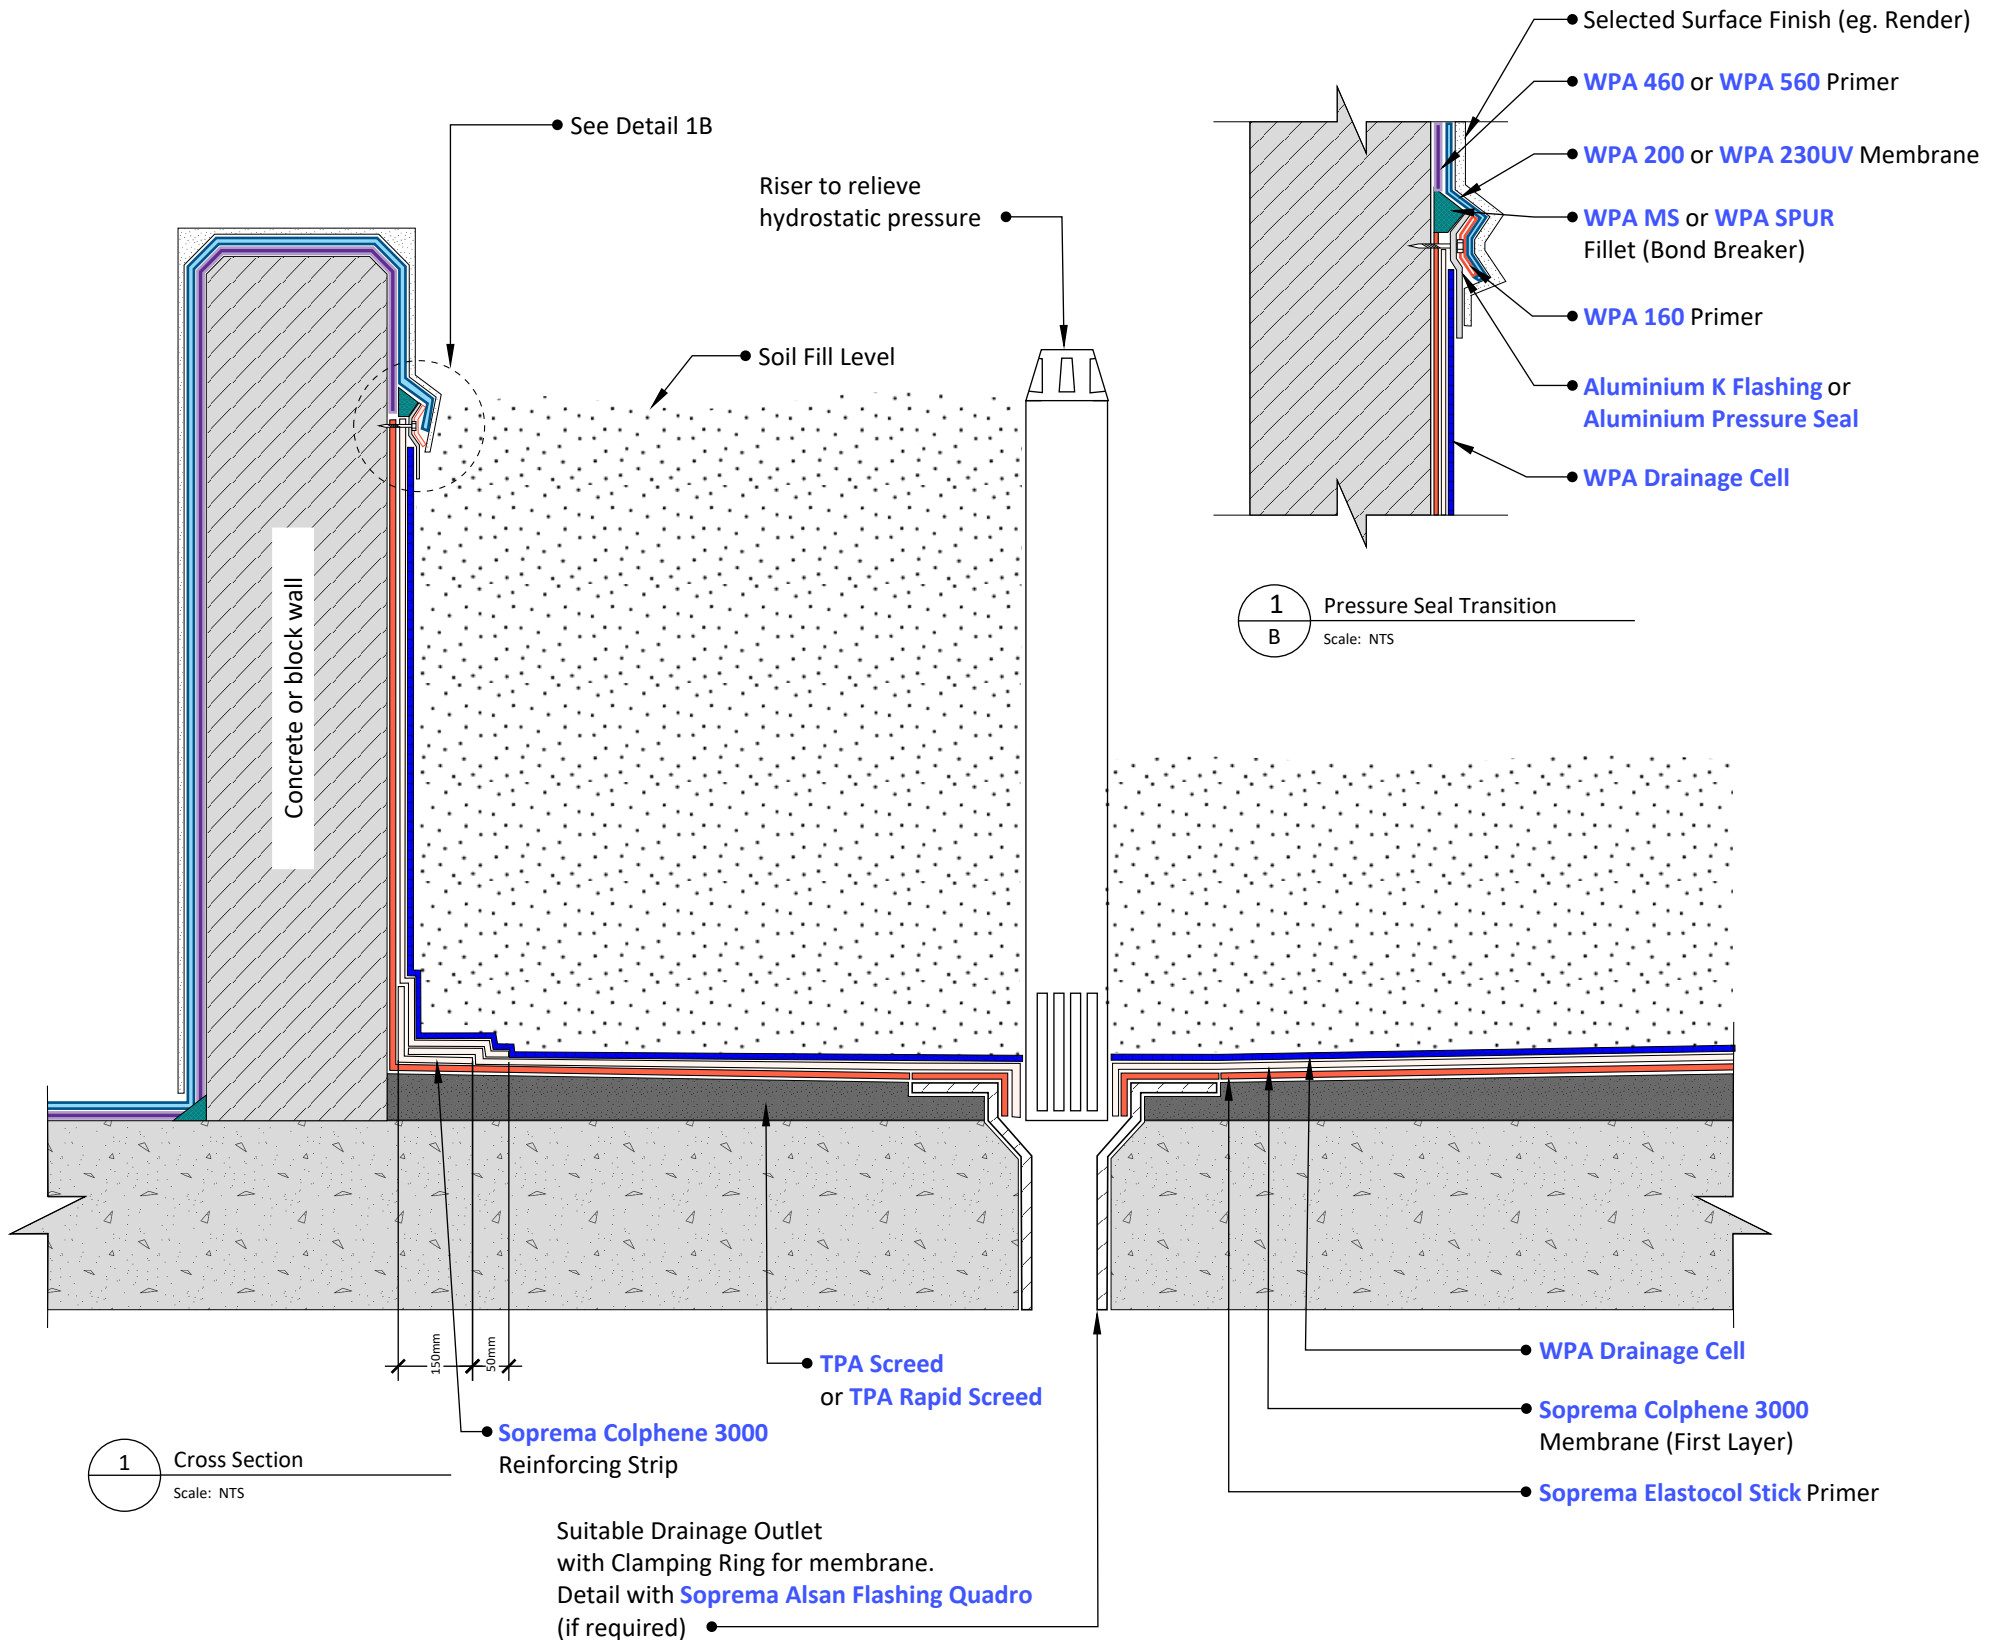 Selected Surface Finish (eg. Render)
WPA 460 or WPA 560 Primer
WPA 200 or WPA 230UV Membrane
WPA MS or WPA SPUR
Fillet (Bond Breaker)
WPA 160 Primer
Aluminium K Flashing or
Aluminium Pressure Seal
WPA Drainage Cell
1
B
Pressure Seal Transition
Scale: NTS
See Detail 1B
Riser to relieve
hydrostatic pressure
Soil Fill Level
Concrete or block wall
150mm
50mm
TPA Screed
or TPA Rapid Screed
Soprema Colphene 3000
Reinforcing Strip
1
Cross Section
Scale: NTS
Suitable Drainage Outlet
with Clamping Ring for membrane.
Detail with Soprema Alsan Flashing Quadro
(if required)
WPA Drainage Cell
Soprema Colphene 3000
Membrane (First Layer)
Soprema Elastocol Stick Primer